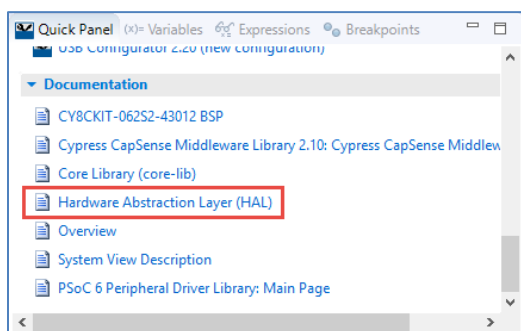 Quick Panel (x)= Variables Expressions Breakpoints
USB Configurator 2.20 (new configuration)
Documentation
CY8CKIT-062S2-43012 BSP
Cypress CapSense Middleware Library 2.10: Cypress CapSense Middlew
Core Library (core-lib)
Hardware Abstraction Layer (HAL)
Overview
System View Description
PSoC 6 Peripheral Driver Library: Main Page